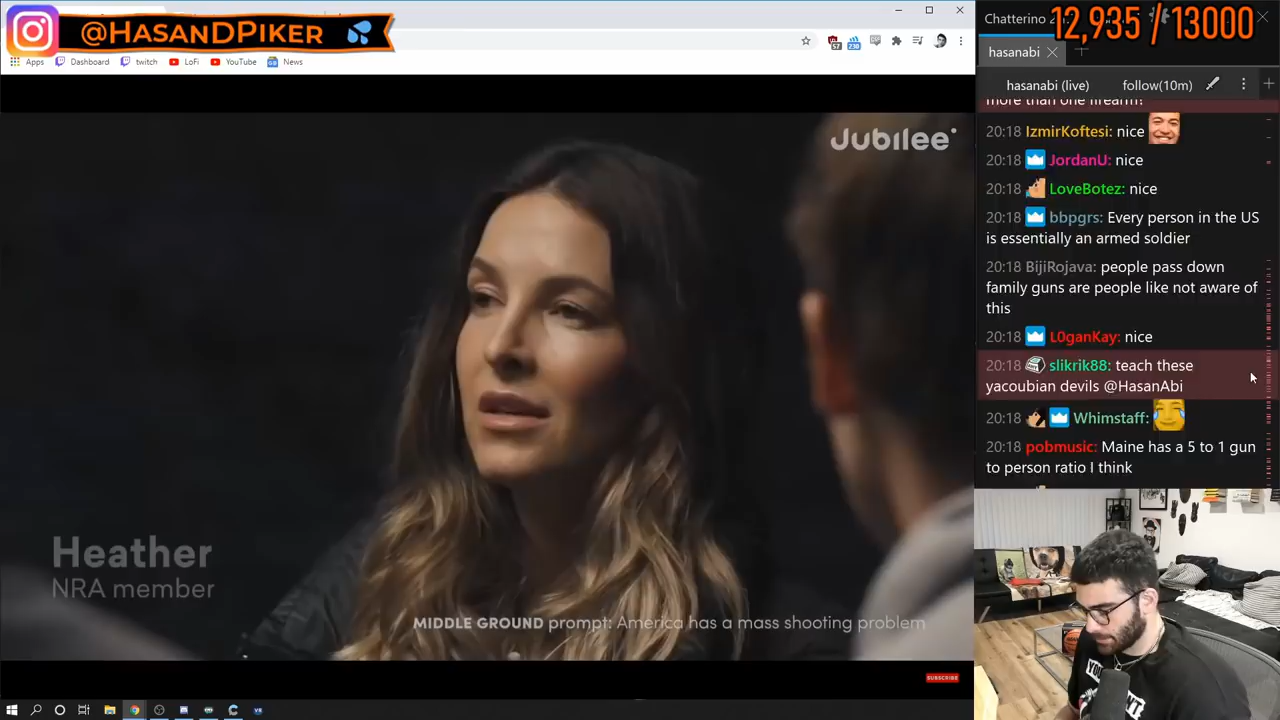 @HASANDPIKER
57
230
Apps Dashboard twitch LoFi YouTube News
Jubilee
Heather
NRA member
MIDDLE GROUND prompt: America has a mass shooting problem
SUBSCRIBE
Chatterino
12,935 / 13000
hasanabi
hasanabi (live) follow(10m)
more than one firearm?
20:18 IzmirKoftesi: nice
20:18 JordanU: nice
20:18 LoveBotez: nice
20:18 bbpgrs: Every person in the US
is essentially an armed soldier
20:18 BijiRojava: people pass down
family guns are people like not aware of
this
20:18 L0ganKay: nice
20:18 slikrik88: teach these
yacoubian devils @HasanAbi
20:18 Whimstaff:
20:18 pobmusic: Maine has a 5 to 1 gun
to person ratio I think